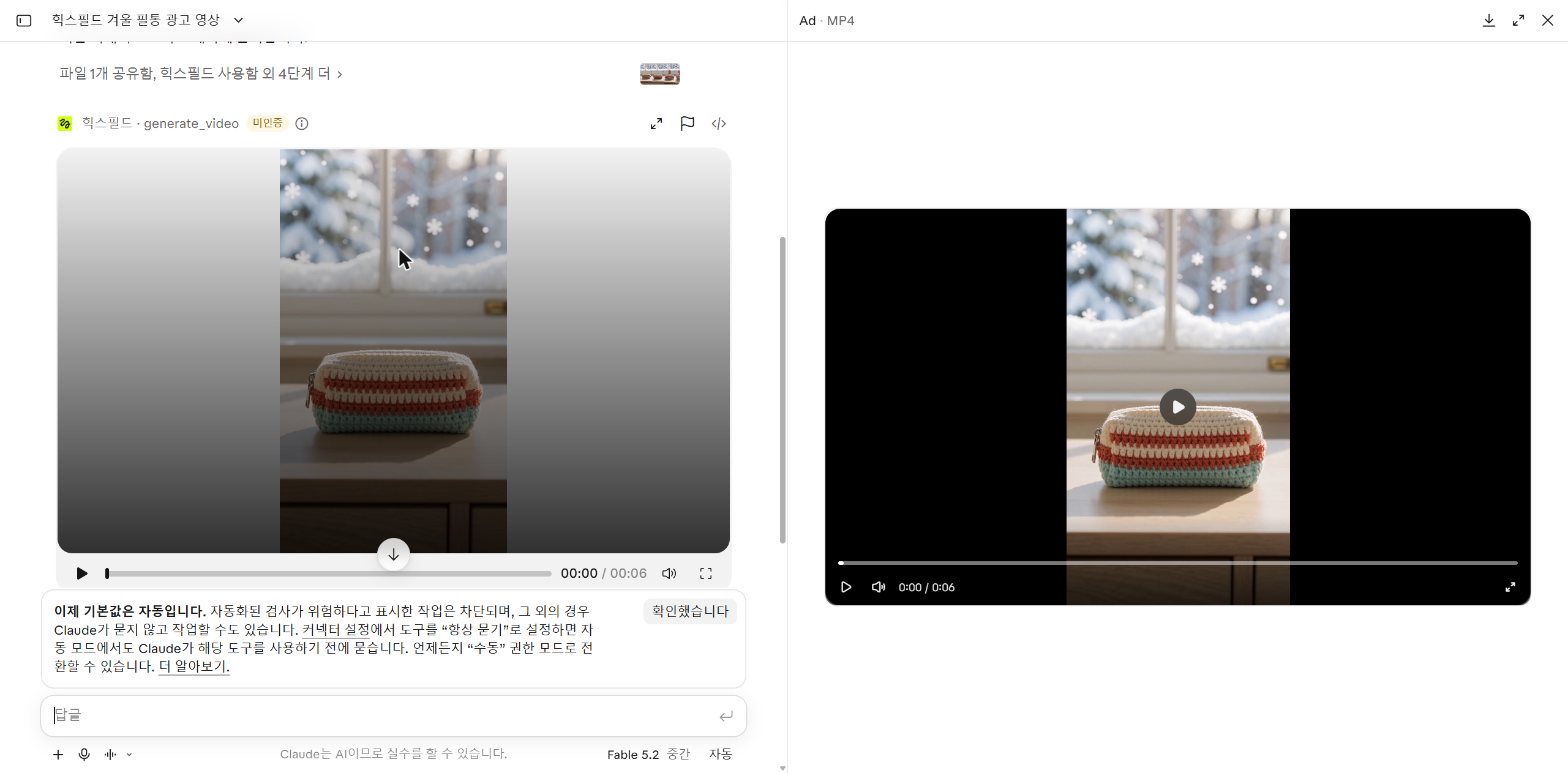 힉스필드 겨울 필통 광고 영상
파일 1개 공유함, 힉스필드 사용함 외 4단계 더
힉스필드 · generate_video 미인증
00:00 / 00:06
이제 기본값은 자동입니다. 자동화된 검사가 위험하다고 표시한 작업은 차단되며, 그 외의 경우
Claude가 묻지 않고 작업할 수도 있습니다. 커넥터 설정에서 도구를 “항상 묻기”로 설정하면 자
동 모드에서도 Claude가 해당 도구를 사용하기 전에 묻습니다. 언제든지 “수동” 권한 모드로 전
환할 수 있습니다. 더 알아보기.
확인했습니다
답글
Claude는 AI이므로 실수를 할 수 있습니다.
Fable 5.2 중간 자동
Ad · MP4
0:00 / 0:06